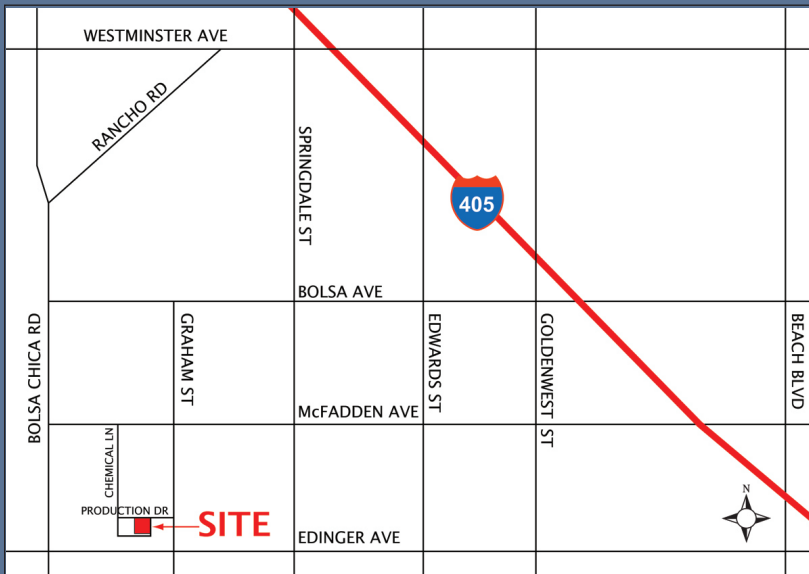 WESTMINSTER AVE
RANCHO RD
SPRINGDALE ST
405
BOLSA AVE
BOLSA CHICA RD
GRAHAM ST
EDWARDS ST
GOLDENWEST ST
BEACH BLVD
McFADDEN AVE
CHEMICAL LN
PRODUCTION DR
SITE
N
EDINGER AVE